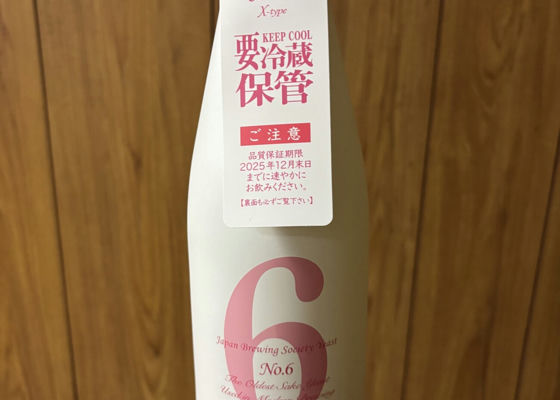 X-type
KEEP COOL
要冷蔵
保管
ご注意
品質保証期限
2025年12月末日
までに速やかに
お飲みください。
【裏面も必ずご覧下さい】
6
Japan Brewing Society Yeast
No.6
The Oldest Sake Yeast
Used in Modern